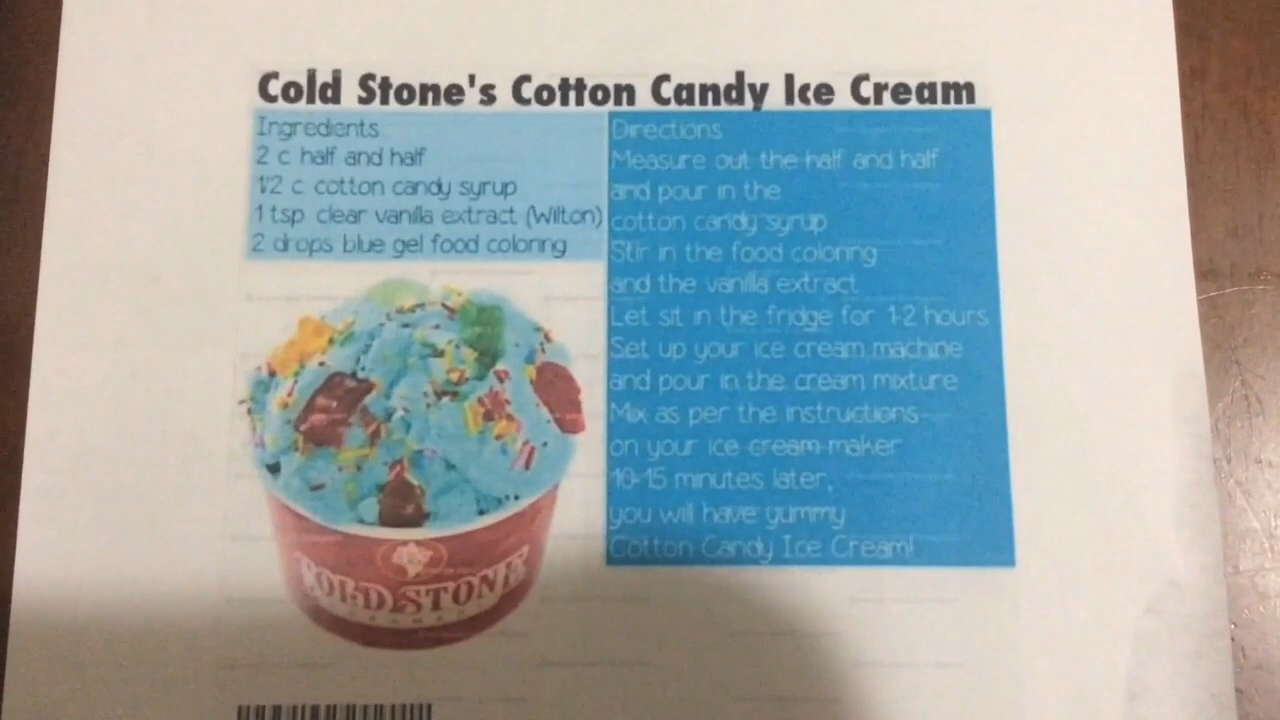 Cold Stone's Cotton Candy Ice Cream
Ingredients
2 c half and half
1/2 c cotton candy syrup
1 tsp clear vanilla extract (Wilton)
2 drops blue gel food coloring
Directions
Measure out the half and half
and pour in the
cotton candy syrup
Stir in the food coloring
and the vanilla extract
Let sit in the fridge for 1-2 hours
Set up your ice cream machine
and pour in the cream mixture
Mix as per the instructions
on your ice cream maker
10-15 minutes later,
you will have yummy
Cotton Candy Ice Cream!
COLD STONE
CREAMERY